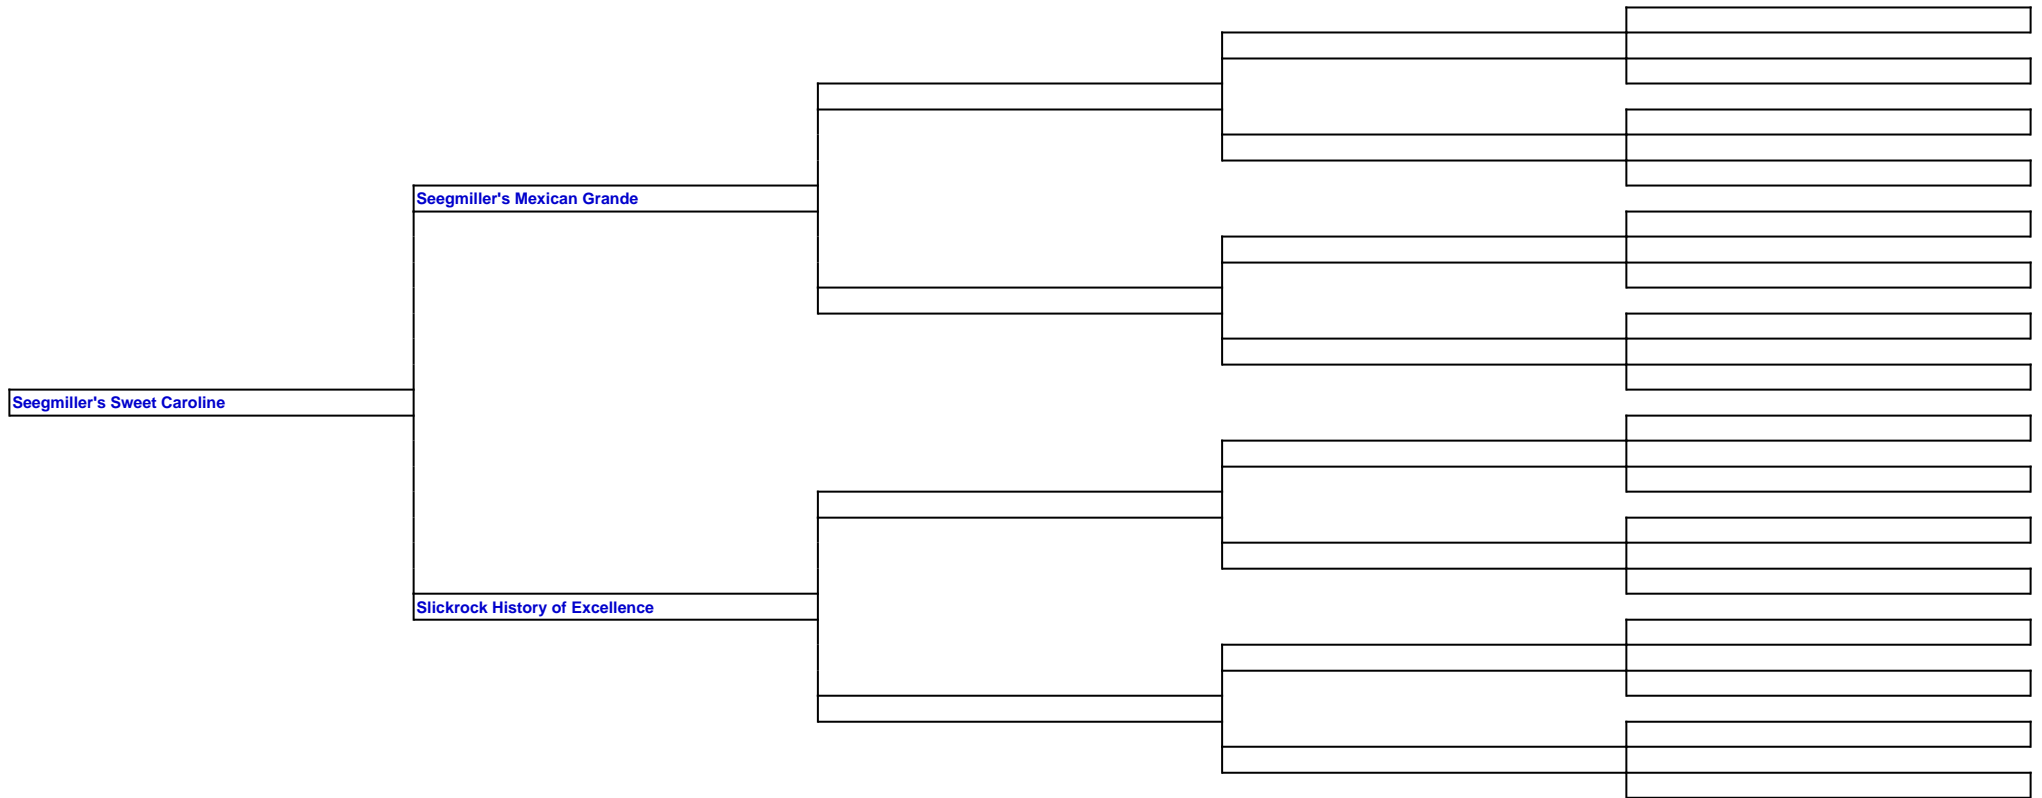 Seegmiller's Mexican Grande
Seegmiller's Sweet Caroline
Slickrock History of Excellence